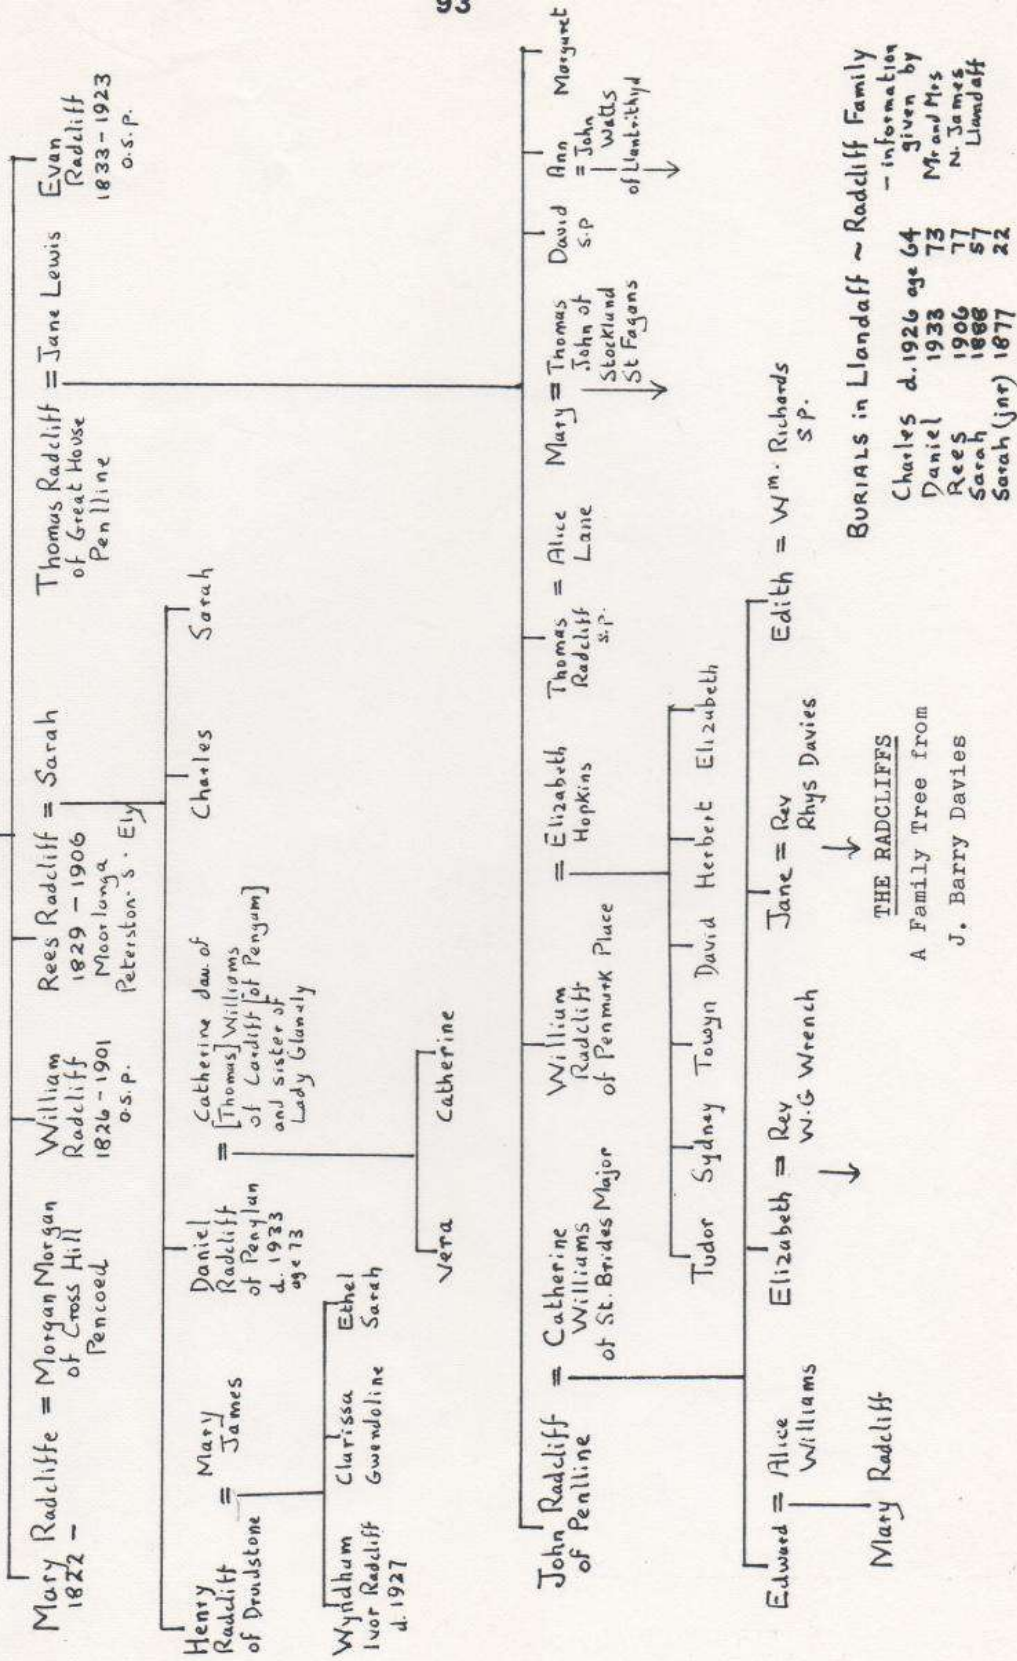 93
Mary Radcliffe = Morgan Morgan
1822 -
of Cross Hill
Pencoed
William
Radcliff
1826 - 1901
o.s.p.
Rees Radcliff = Sarah
1829 - 1906
Moorlunga
Peterston-S-Ely
Thomas Radcliff = Jane Lewis
of Great House
Penlline
Evan
Radcliff
1833 - 1923
o.s.p.
Henry
Radcliff
of Druidstone
= Mary
James
Daniel
Radcliff
of Penylan
d. 1933
age 73
= Catherine dau. of
[Thomas] Williams
of Cardiff [of Pengam]
and sister of
Lady Glanely
Charles
Sarah
Wyndham
Ivor Radcliff
d. 1927
Clarissa
Gwendoline
Ethel
Sarah
Vera
Catherine
John Radcliff
of Penlline
= Catherine
Williams
of St. Brides Major
William
Radcliff
of Penmark Place
= Elizabeth
Hopkins
Thomas
Radcliff
s.p.
= Alice
Lane
Mary = Thomas
John of
Stockland
St Fagans
David
s.p
Ann
= John
Watts
of Llantrithyd
Margaret
Tudor Sydney Towyn David Herbert Elizabeth
Edward = Alice
Williams
Elizabeth = Rev
W.G Wrench
Jane = Rev
Rhys Davies
Edith = Wm. Richards
s.p.
Mary Radcliff
THE RADCLIFFS
A Family Tree from
J. Barry Davies
BURIALS in Llandaff ~ Radcliff Family
Charles d. 1926 age 64
Daniel 1933 73
Rees 1906 77
Sarah 1888 57
Sarah (jnr) 1877 22
- information
given by
Mr and Mrs
N. James
Llandaff